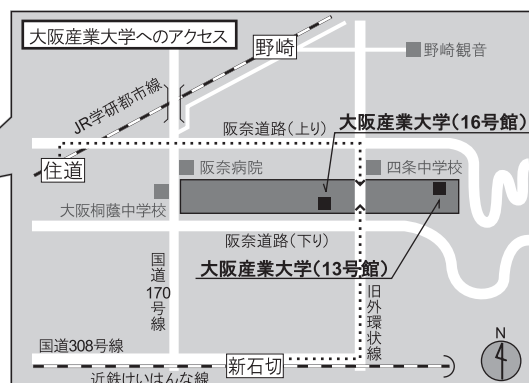 大阪産業大学へのアクセス
野崎
野崎観音
JR学研都市線
阪奈道路(上り)
大阪産業大学(16号館)
住道
阪奈病院
四条中学校
大阪桐蔭中学校
阪奈道路(下り)
大阪産業大学(13号館)
国道170号線
旧外環状線
国道308号線
新石切
近鉄けいはんな線
N
4